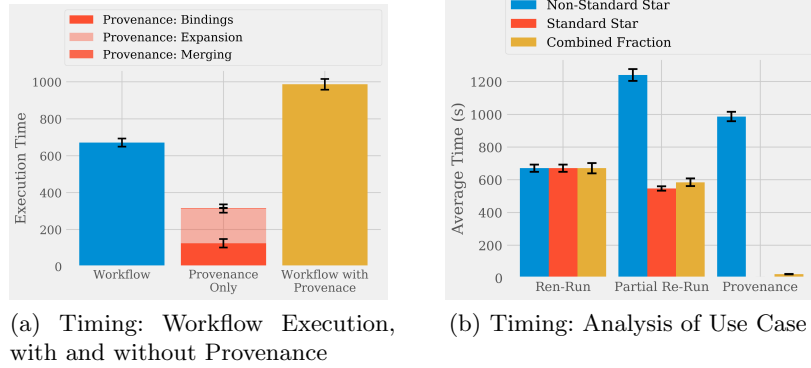 Provenance: Bindings
Provenance: Expansion
Provenance: Merging
1000
800
600
400
200
0
Execution Time
Workflow
Provenance
Only
Workflow with
Provenace
(a) Timing: Workflow Execution,
with and without Provenance
Non-Standard Star
Standard Star
Combined Fraction
1200
1000
800
600
400
200
0
Average Time (s)
Ren-Run
Partial Re-Run
Provenance
(b) Timing: Analysis of Use Case